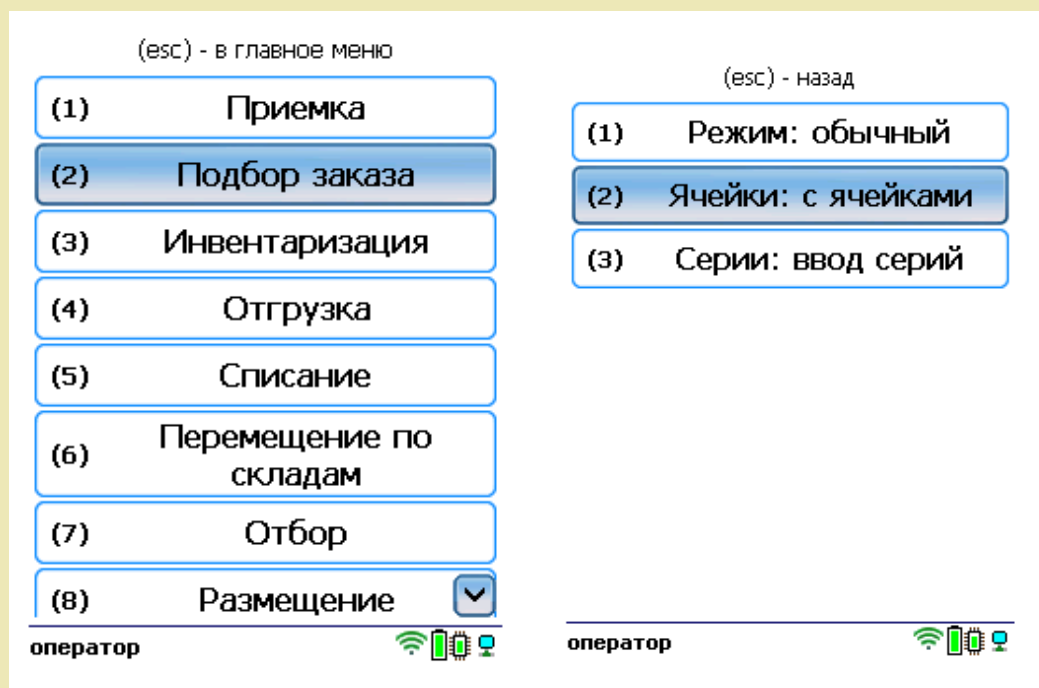 (esc) - в главное меню
(1) Приемка
(2) Подбор заказа
(3) Инвентаризация
(4) Отгрузка
(5) Списание
(6) Перемещение по
складам
(7) Отбор
(8) Размещение
оператор
(esc) - назад
(1) Режим: обычный
(2) Ячейки: с ячейками
(3) Серии: ввод серий
оператор